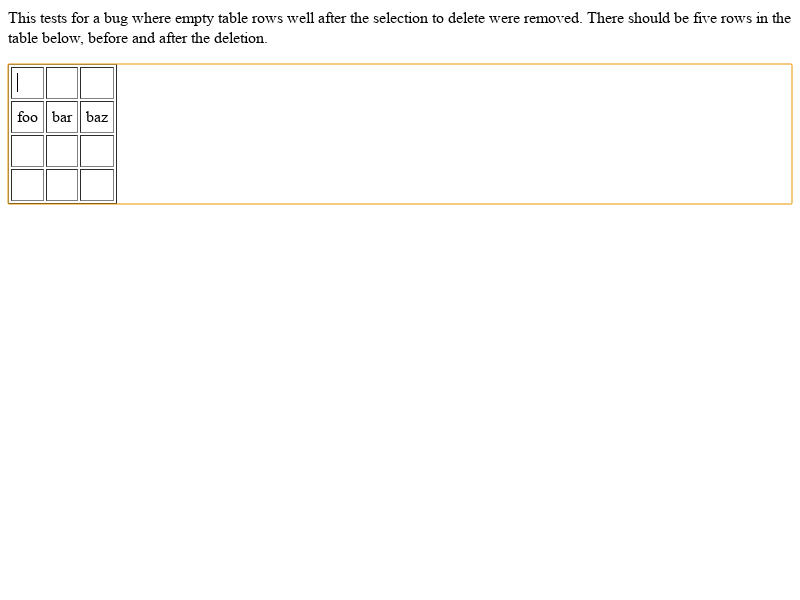 This tests for a bug where empty table rows well after the selection to delete were removed. There should be five rows in the
table below, before and after the deletion.
foo bar baz